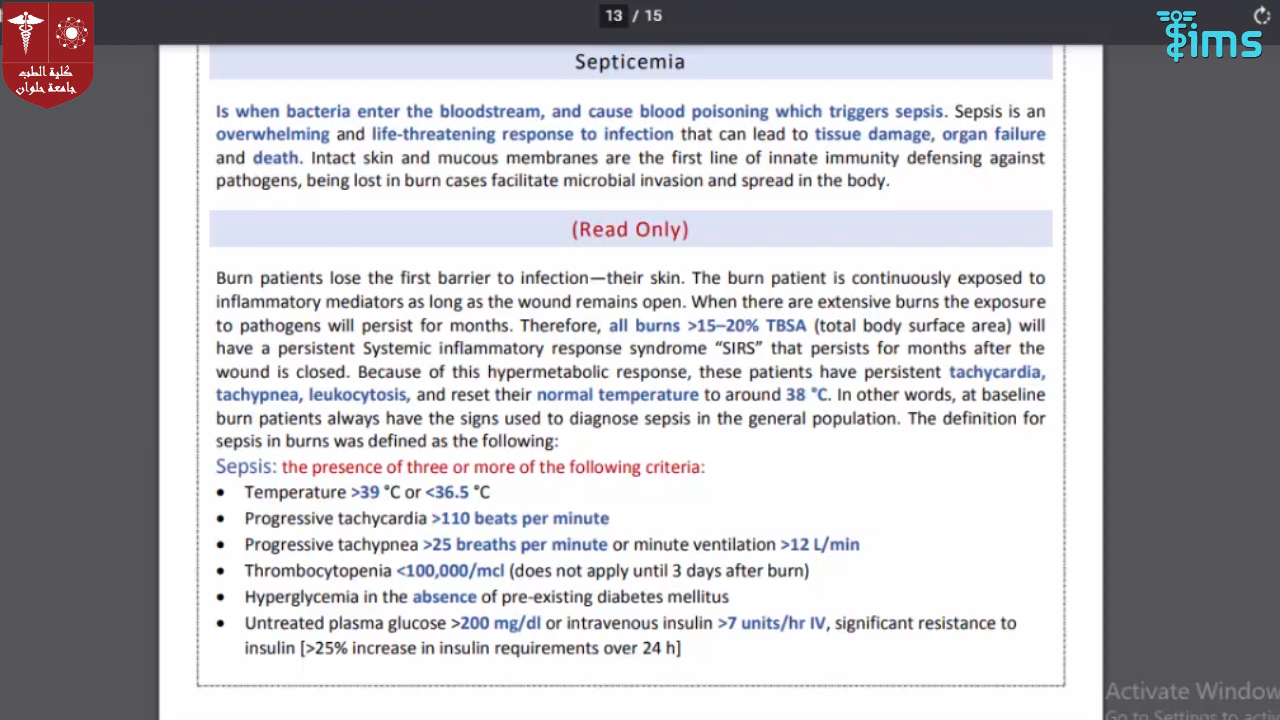 13 / 15
كلية الطب
جامعة حلوان
ims
Septicemia
Is when bacteria enter the bloodstream, and cause blood poisoning which triggers sepsis. Sepsis is an
overwhelming and life-threatening response to infection that can lead to tissue damage, organ failure
and death. Intact skin and mucous membranes are the first line of innate immunity defensing against
pathogens, being lost in burn cases facilitate microbial invasion and spread in the body.
(Read Only)
Burn patients lose the first barrier to infection—their skin. The burn patient is continuously exposed to
inflammatory mediators as long as the wound remains open. When there are extensive burns the exposure
to pathogens will persist for months. Therefore, all burns >15–20% TBSA (total body surface area) will
have a persistent Systemic inflammatory response syndrome “SIRS” that persists for months after the
wound is closed. Because of this hypermetabolic response, these patients have persistent tachycardia,
tachypnea, leukocytosis, and reset their normal temperature to around 38 °C. In other words, at baseline
burn patients always have the signs used to diagnose sepsis in the general population. The definition for
sepsis in burns was defined as the following:
Sepsis: the presence of three or more of the following criteria:
• Temperature >39 °C or <36.5 °C
• Progressive tachycardia >110 beats per minute
• Progressive tachypnea >25 breaths per minute or minute ventilation >12 L/min
• Thrombocytopenia <100,000/mcl (does not apply until 3 days after burn)
• Hyperglycemia in the absence of pre-existing diabetes mellitus
• Untreated plasma glucose >200 mg/dl or intravenous insulin >7 units/hr IV, significant resistance to
insulin [>25% increase in insulin requirements over 24 h]
Activate Window
Go to Settings to activ